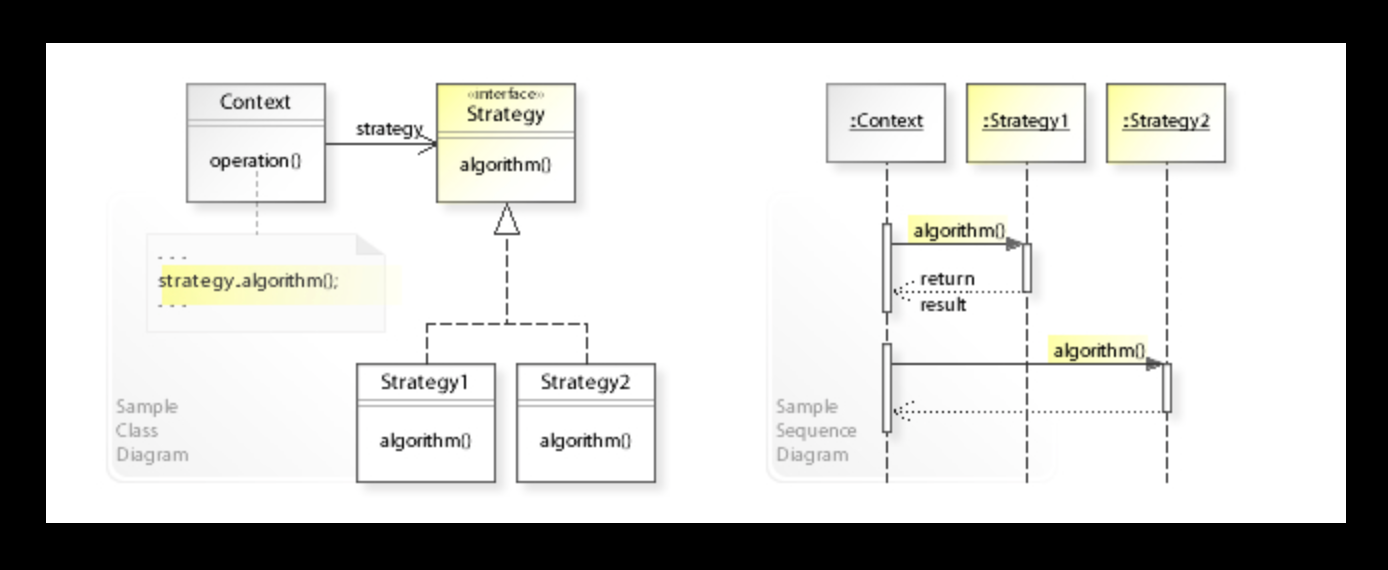 Context
operation()
strategy
«interface»
Strategy
algorithm()
- - -
strategy.algorithm();
- - -
Strategy1
algorithm()
Strategy2
algorithm()
Sample
Class
Diagram
:Context
:Strategy1
:Strategy2
algorithm()
return
result
algorithm()
Sample
Sequence
Diagram